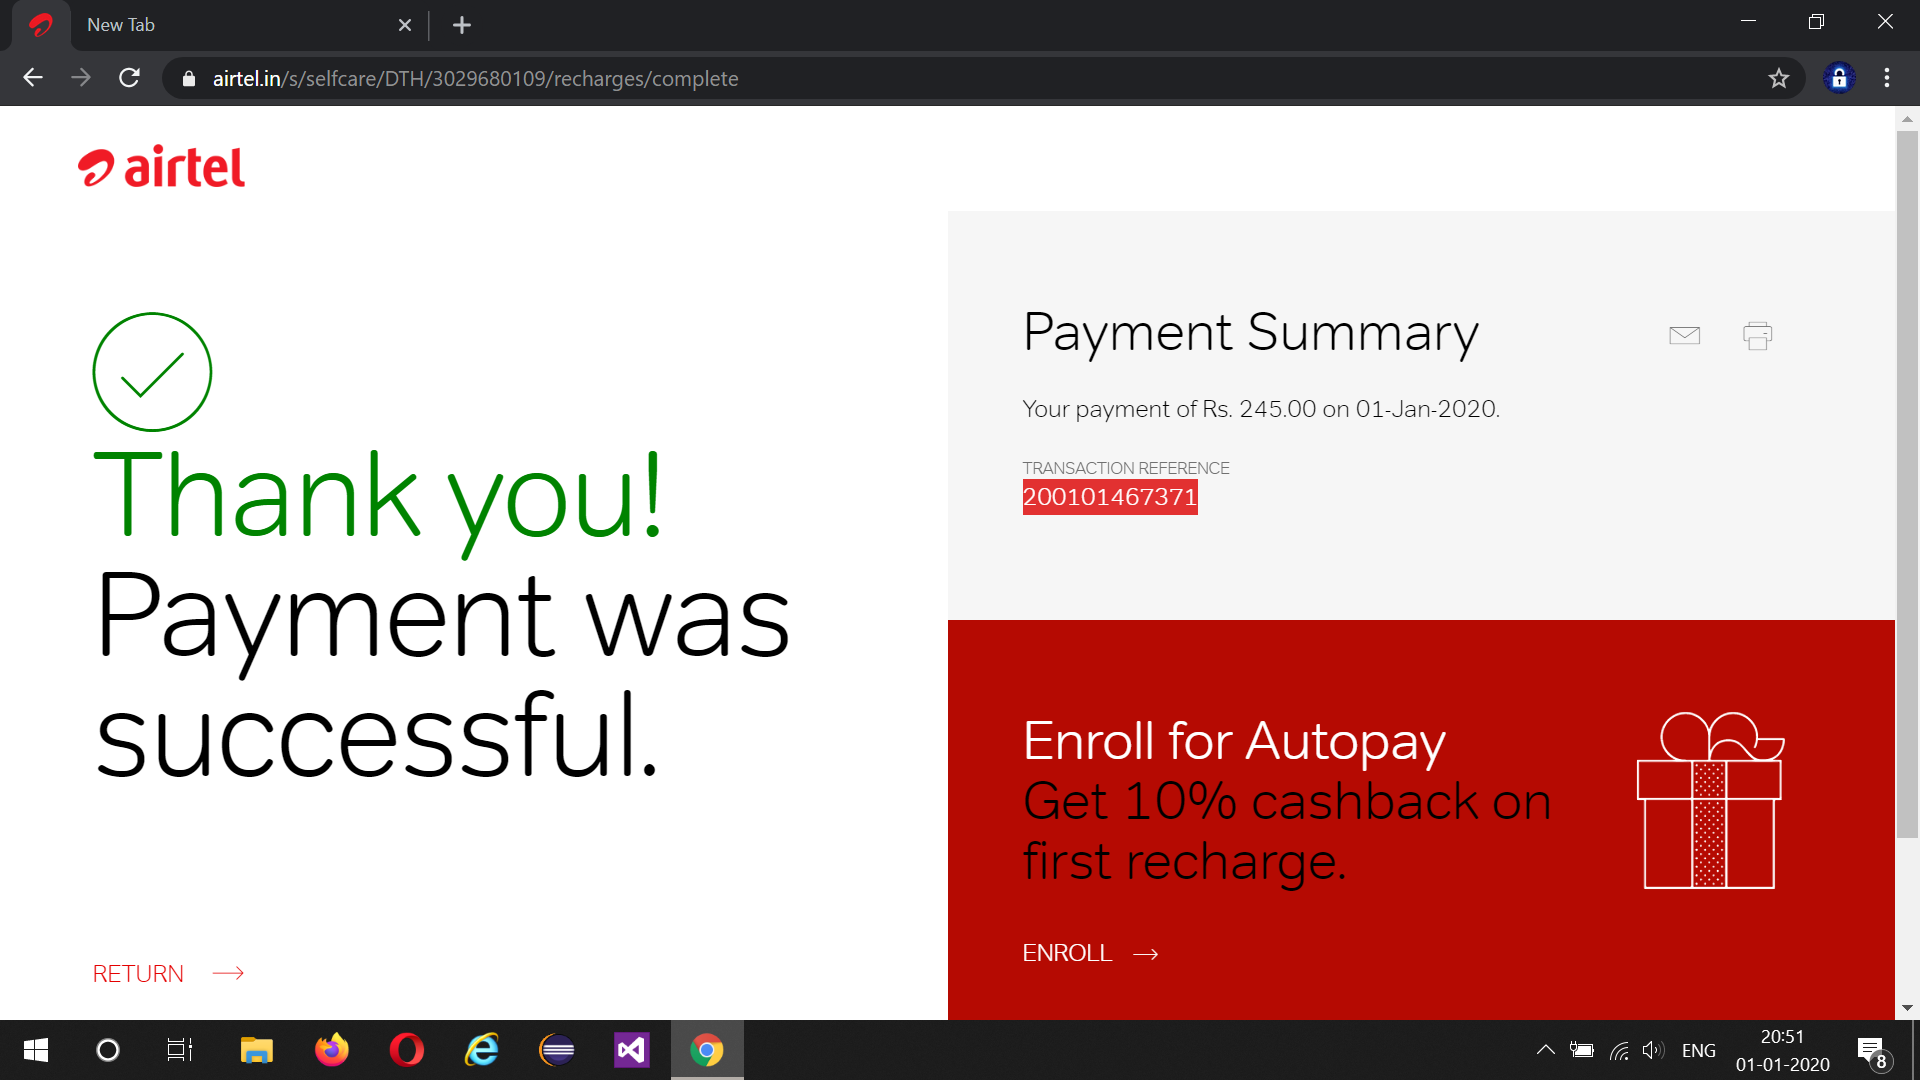 New Tab
airtel.in/s/selfcare/DTH/3029680109/recharges/complete
airtel
Thank you!
Payment was
successful.
RETURN
Payment Summary
Your payment of Rs. 245.00 on 01-Jan-2020.
TRANSACTION REFERENCE
200101467371
Enroll for Autopay
Get 10% cashback on
first recharge.
ENROLL
ENG
20:51
01-01-2020
8